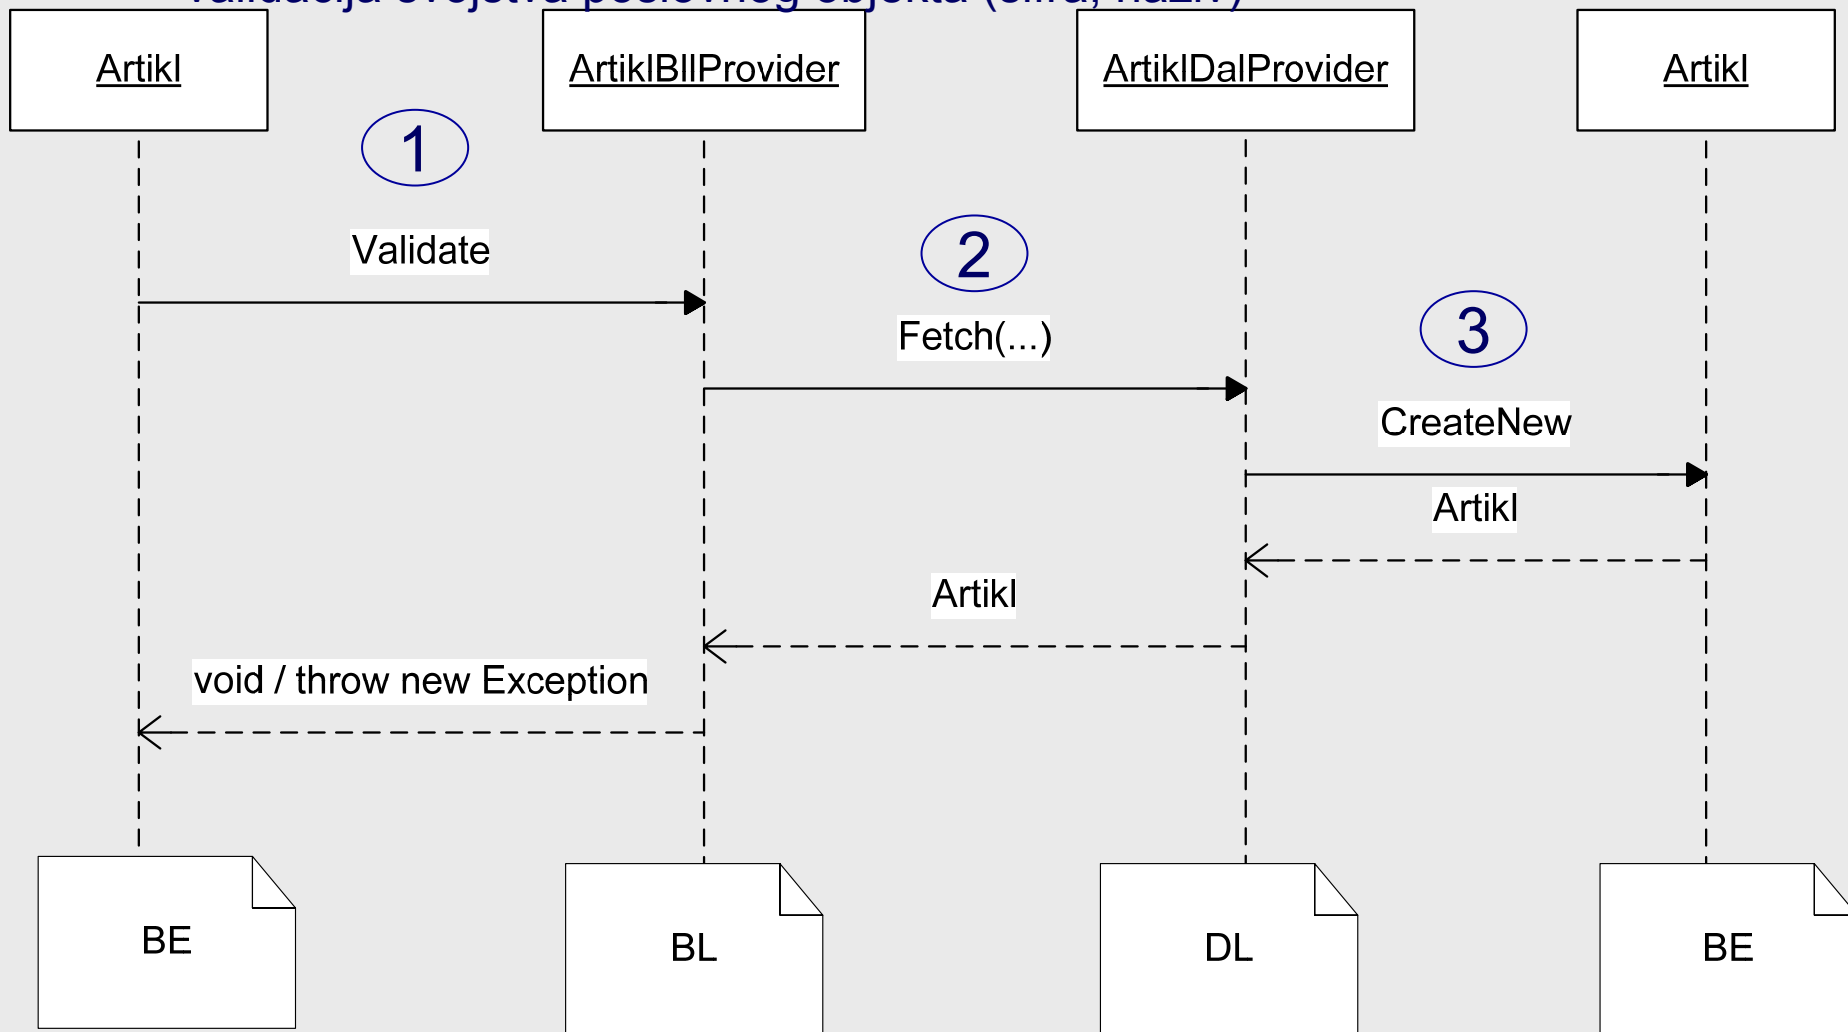 objekta
Artikl
ArtiklBllProvider
ArtiklDalProvider
Artikl
1
Validate
2
Fetch(...)
3
CreateNew
Artikl
Artikl
void / throw new Exception
BE
BL
DL
BE